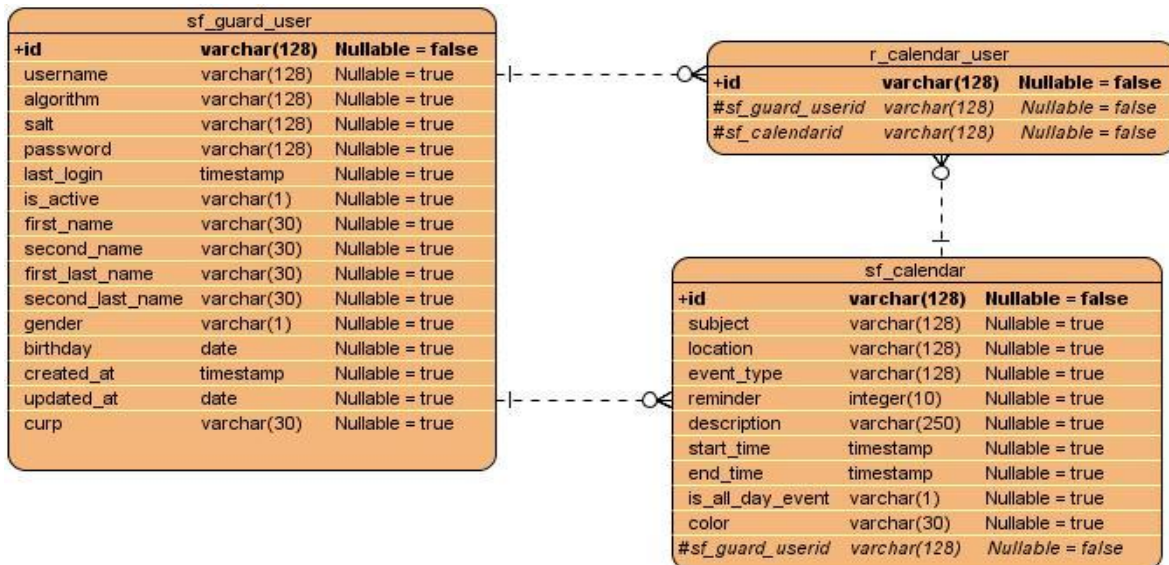 sf_guard_user
+id varchar(128) Nullable = false
username varchar(128) Nullable = true
algorithm varchar(128) Nullable = true
salt varchar(128) Nullable = true
password varchar(128) Nullable = true
last_login timestamp Nullable = true
is_active varchar(1) Nullable = true
first_name varchar(30) Nullable = true
second_name varchar(30) Nullable = true
first_last_name varchar(30) Nullable = true
second_last_name varchar(30) Nullable = true
gender varchar(1) Nullable = true
birthday date Nullable = true
created_at timestamp Nullable = true
updated_at date Nullable = true
curp varchar(30) Nullable = true
r_calendar_user
+id varchar(128) Nullable = false
#sf_guard_userid varchar(128) Nullable = false
#sf_calendarid varchar(128) Nullable = false
sf_calendar
+id varchar(128) Nullable = false
subject varchar(128) Nullable = true
location varchar(128) Nullable = true
event_type varchar(128) Nullable = true
reminder integer(10) Nullable = true
description varchar(250) Nullable = true
start_time timestamp Nullable = true
end_time timestamp Nullable = true
is_all_day_event varchar(1) Nullable = true
color varchar(30) Nullable = true
#sf_guard_userid varchar(128) Nullable = false